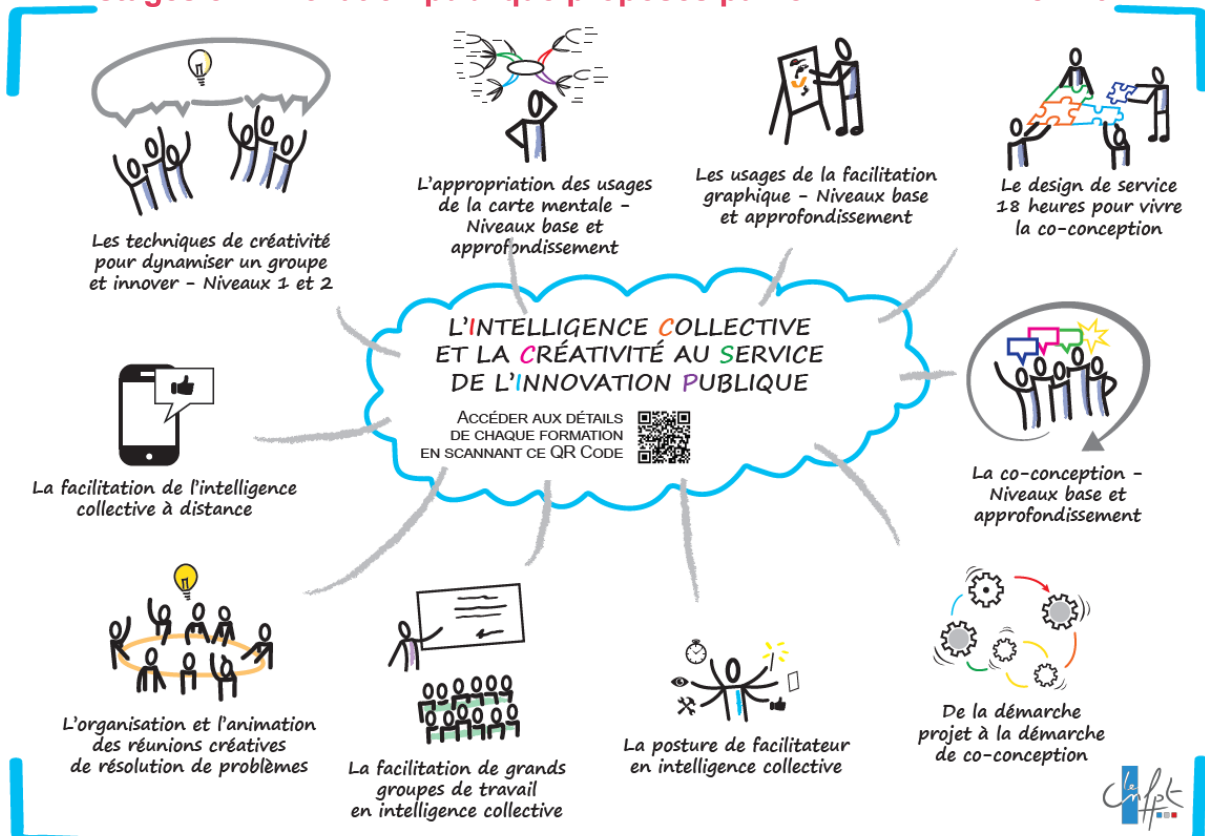 Les techniques de créativité
pour dynamiser un groupe
et innover - Niveaux 1 et 2
L'appropriation des usages
de la carte mentale -
Niveaux base et
approfondissement
Les usages de la facilitation
graphique - Niveaux base
et approfondissement
Le design de service
18 heures pour vivre
la co-conception
L'INTELLIGENCE COLLECTIVE
ET LA CRÉATIVITÉ AU SERVICE
DE L'INNOVATION PUBLIQUE
ACCÉDER AUX DÉTAILS
DE CHAQUE FORMATION
EN SCANNANT CE QR CODE
La facilitation de l'intelligence
collective à distance
La co-conception -
Niveaux base et
approfondissement
L'organisation et l'animation
des réunions créatives
de résolution de problèmes
La facilitation de grands
groupes de travail
en intelligence collective
La posture de facilitateur
en intelligence collective
De la démarche
projet à la démarche
de co-conception
le cnfpt